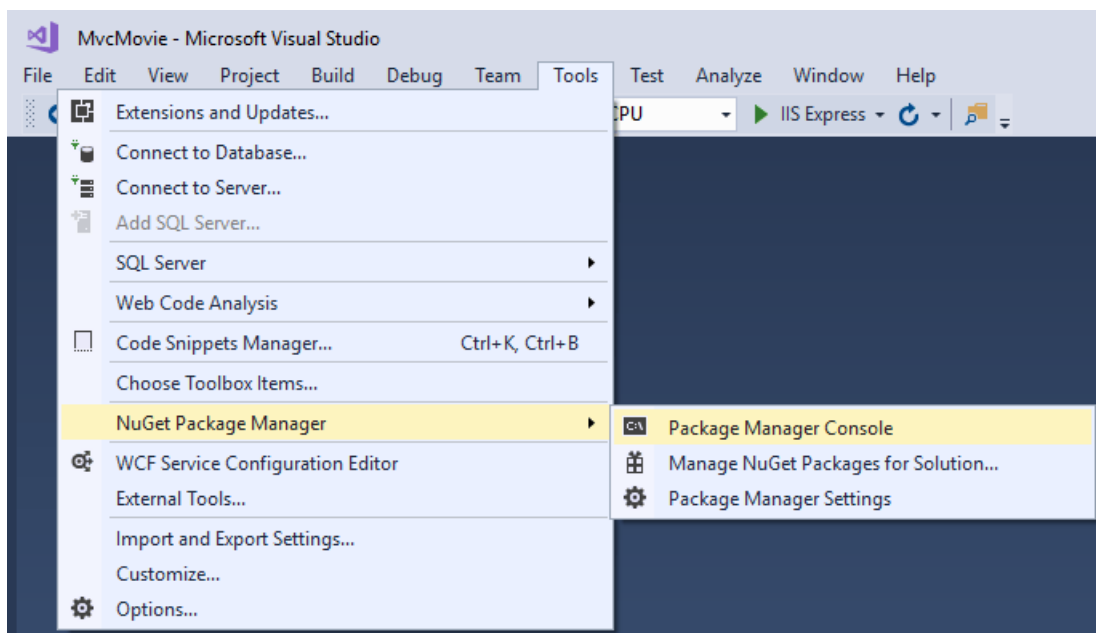 MvcMovie - Microsoft Visual Studio
File Edit View Project Build Debug Team Tools Test Analyze Window Help
Extensions and Updates... IIS Express
Connect to Database...
Connect to Server...
Add SQL Server...
SQL Server
Web Code Analysis
Code Snippets Manager... Ctrl+K, Ctrl+B
Choose Toolbox Items...
NuGet Package Manager
Package Manager Console
WCF Service Configuration Editor
Manage NuGet Packages for Solution...
External Tools...
Package Manager Settings
Import and Export Settings...
Customize...
Options...